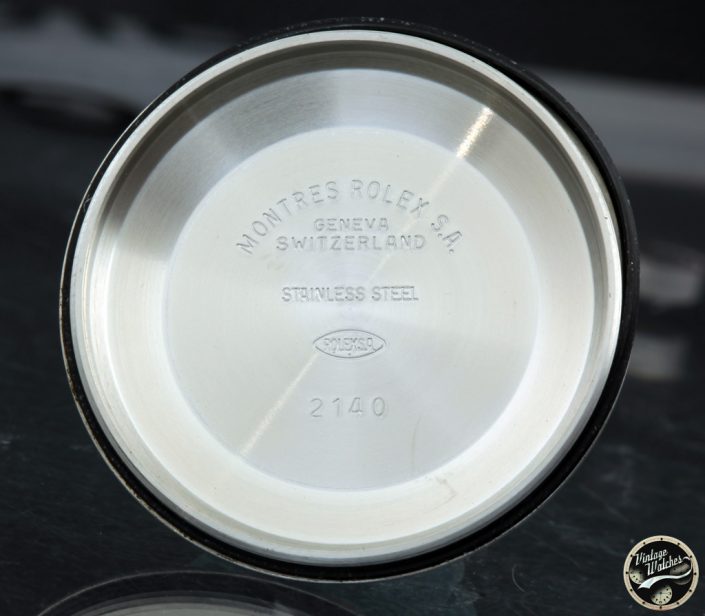 MONTRES ROLEX S.A.
GENEVA
SWITZERLAND
STAINLESS STEEL
ROLEX S.A.
2140
Vintage
Watches